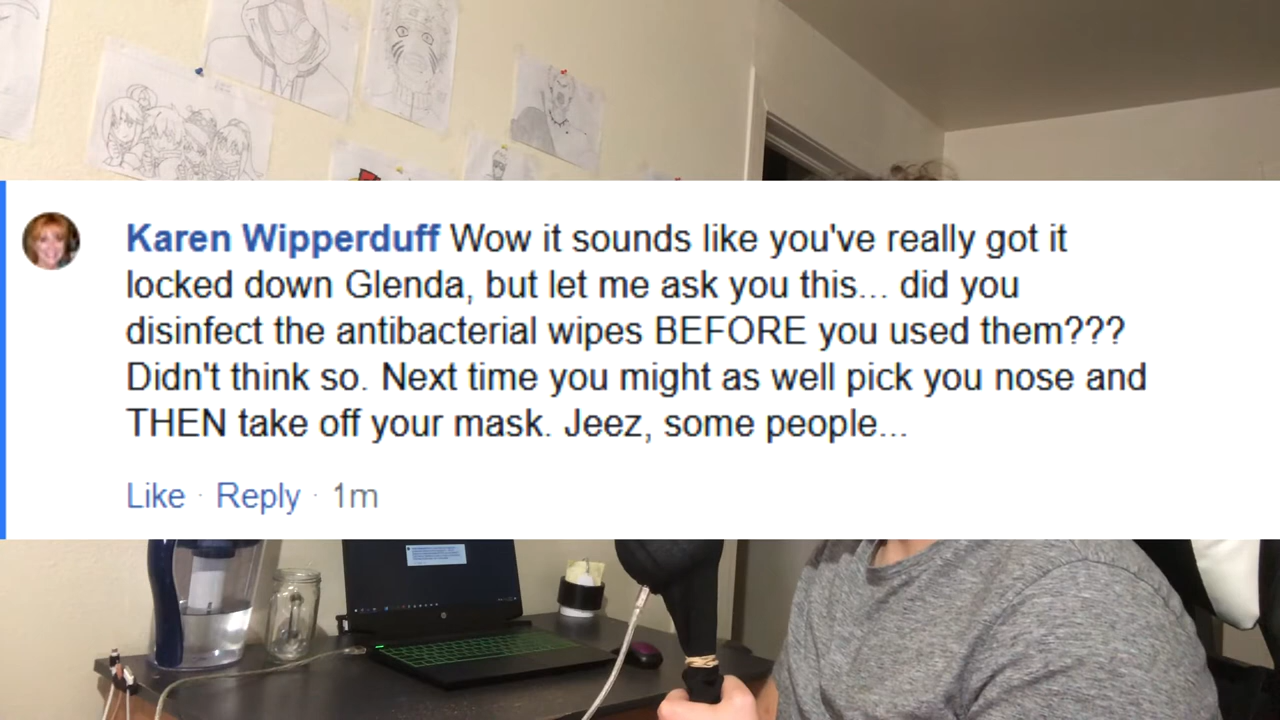 Karen Wipperduff Wow it sounds like you've really got it
locked down Glenda, but let me ask you this... did you
disinfect the antibacterial wipes BEFORE you used them???
Didn't think so. Next time you might as well pick you nose and
THEN take off your mask. Jeez, some people...
Like · Reply · 1m